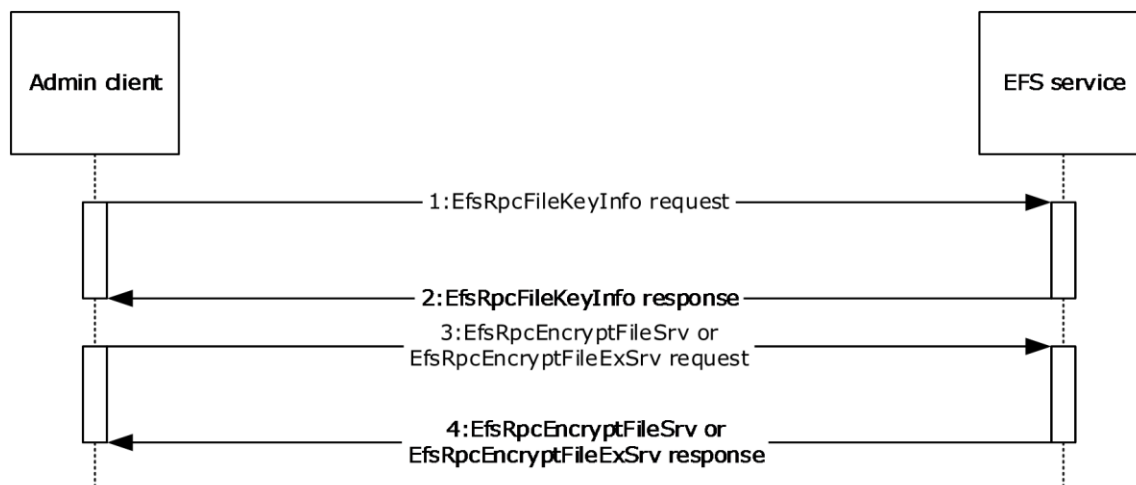 Admin client
EFS service
1:EfsRpcFileKeyInfo request
2:EfsRpcFileKeyInfo response
3:EfsRpcEncryptFileSrv or
EfsRpcEncryptFileExSrv request
4:EfsRpcEncryptFileSrv or
EfsRpcEncryptFileExSrv response